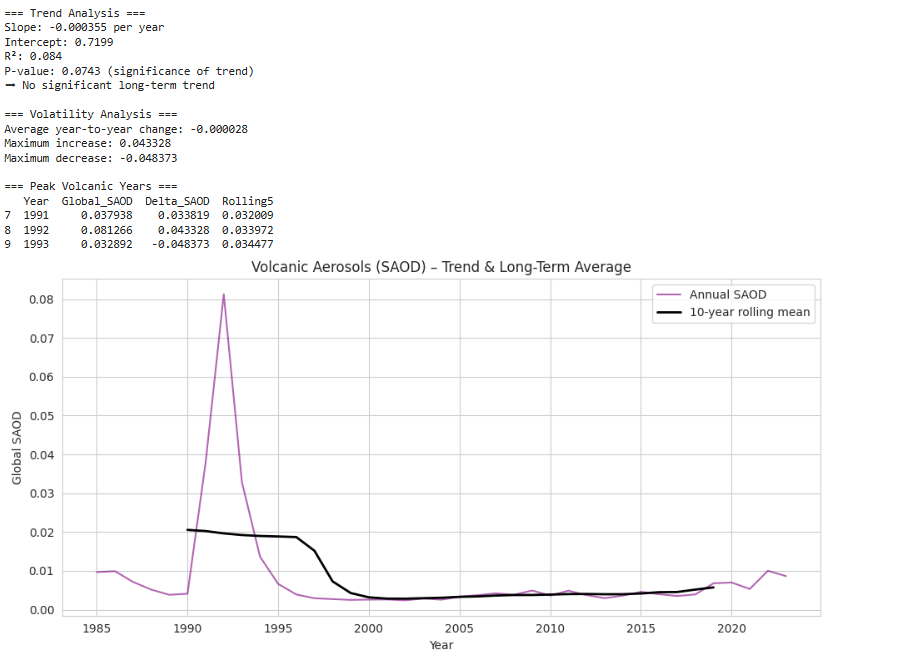 === Trend Analysis ===
Slope: -0.000355 per year
Intercept: 0.7199
R²: 0.084
P-value: 0.0743 (significance of trend)
→ No significant long-term trend
=== Volatility Analysis ===
Average year-to-year change: -0.000028
Maximum increase: 0.043328
Maximum decrease: -0.048373
=== Peak Volcanic Years ===
Year Global_SAOD Delta_SAOD Rolling5
7 1991 0.037938 0.033819 0.032009
8 1992 0.081266 0.043328 0.033972
9 1993 0.032892 -0.048373 0.034477
Volcanic Aerosols (SAOD) – Trend & Long-Term Average
Annual SAOD
10-year rolling mean
0.08
0.07
0.06
0.05
0.04
0.03
0.02
0.01
0.00
Global SAOD
1985 1990 1995 2000 2005 2010 2015 2020
Year